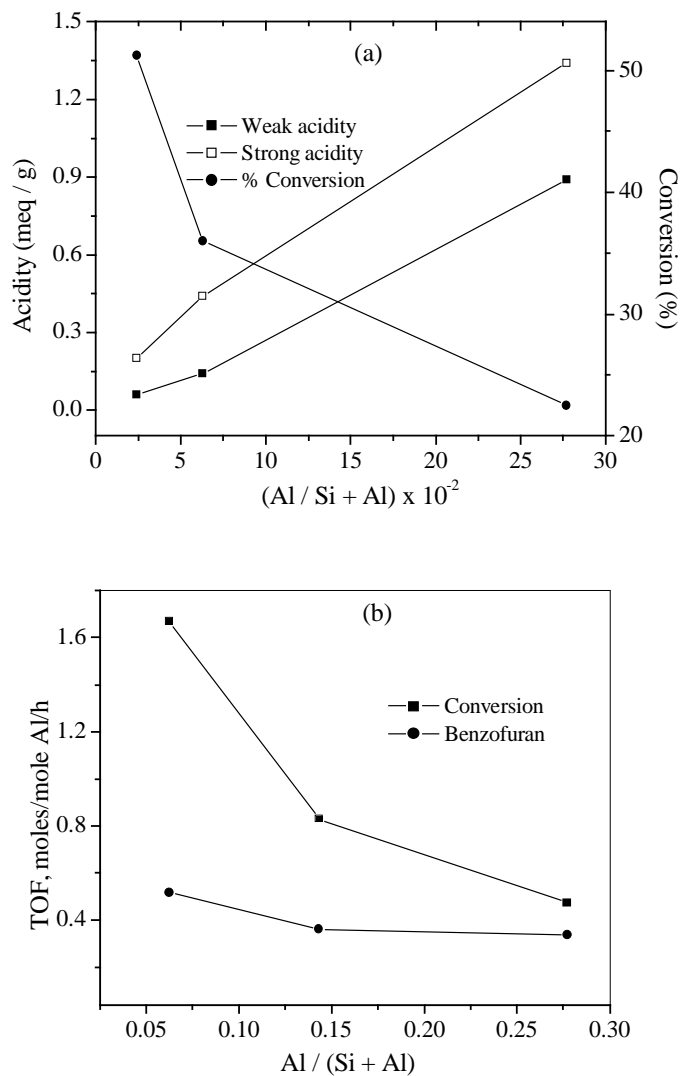 (a)
1.5
1.2
0.9
0.6
0.3
0.0
Acidity (meq / g)
Weak acidity
Strong acidity
% Conversion
50
40
30
20
Conversion (%)
0 5 10 15 20 25 30
(Al / Si + Al) x 10⁻²
(b)
1.6
1.2
0.8
0.4
TOF, moles/mole Al/h
Conversion
Benzofuran
0.05 0.10 0.15 0.20 0.25 0.30
Al / (Si + Al)